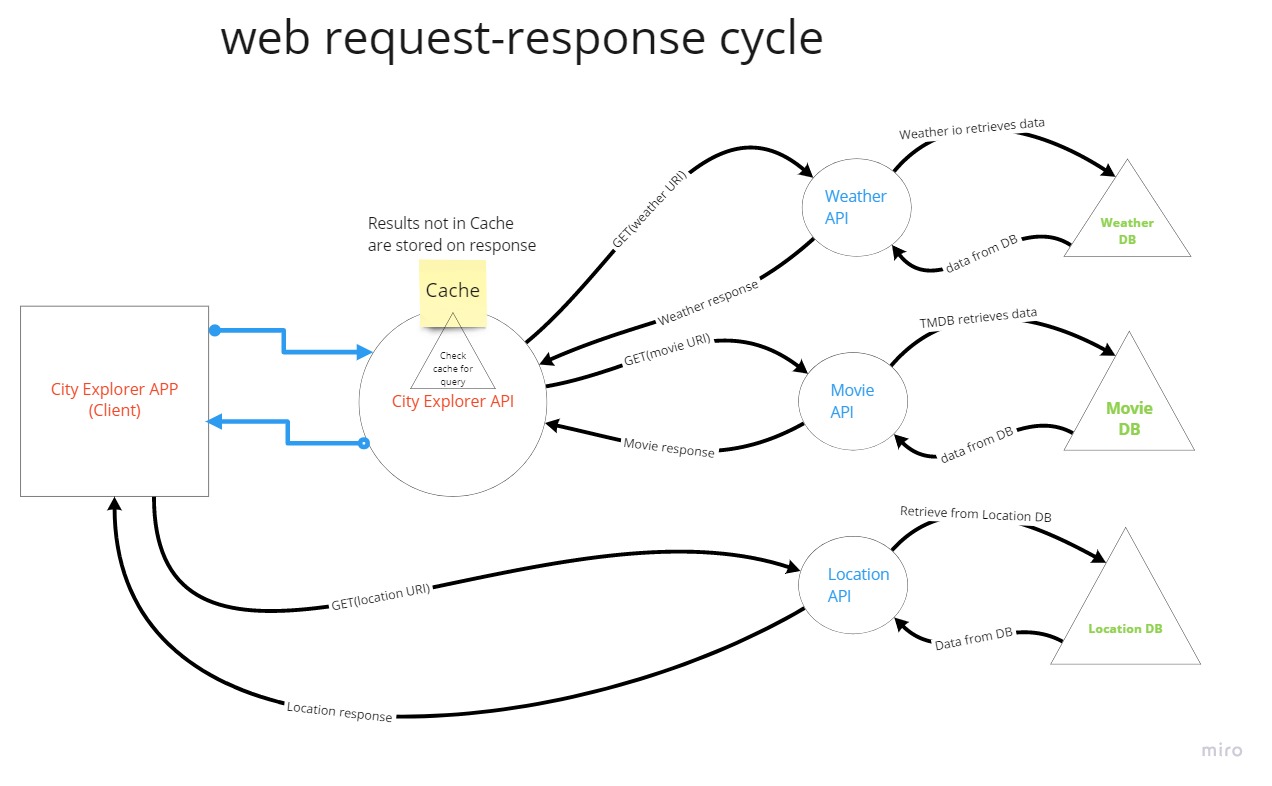 web request-response cycle
Weather io retrieves data
Weather
API
Weather
DB
data from DB
GET(weather URI)
Results not in Cache
are stored on response
Cache
Weather response
Check
cache for
query
City Explorer API
City Explorer APP
(Client)
GET(movie URI)
TMDB retrieves data
Movie
API
Movie
DB
data from DB
Movie response
Retrieve from Location DB
Location
API
Location DB
Data from DB
GET(location URI)
Location response
miro